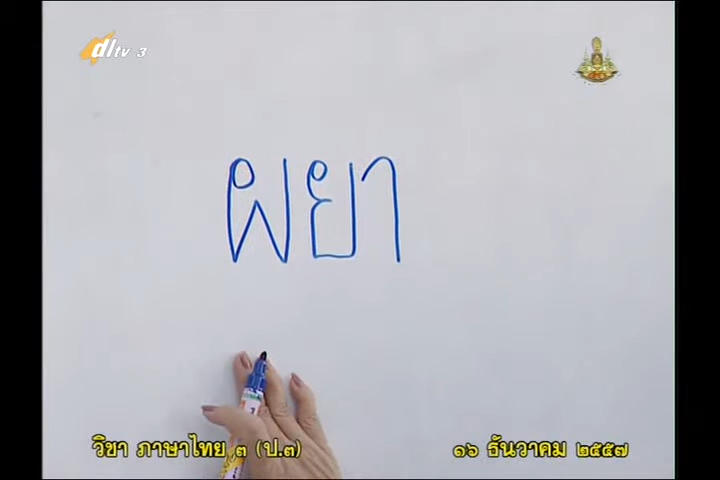 dltv 3
ผยา
วิชา ภาษาไทย ๓ (ป.๓)
๑๖ ธันวาคม ๒๕๕๗